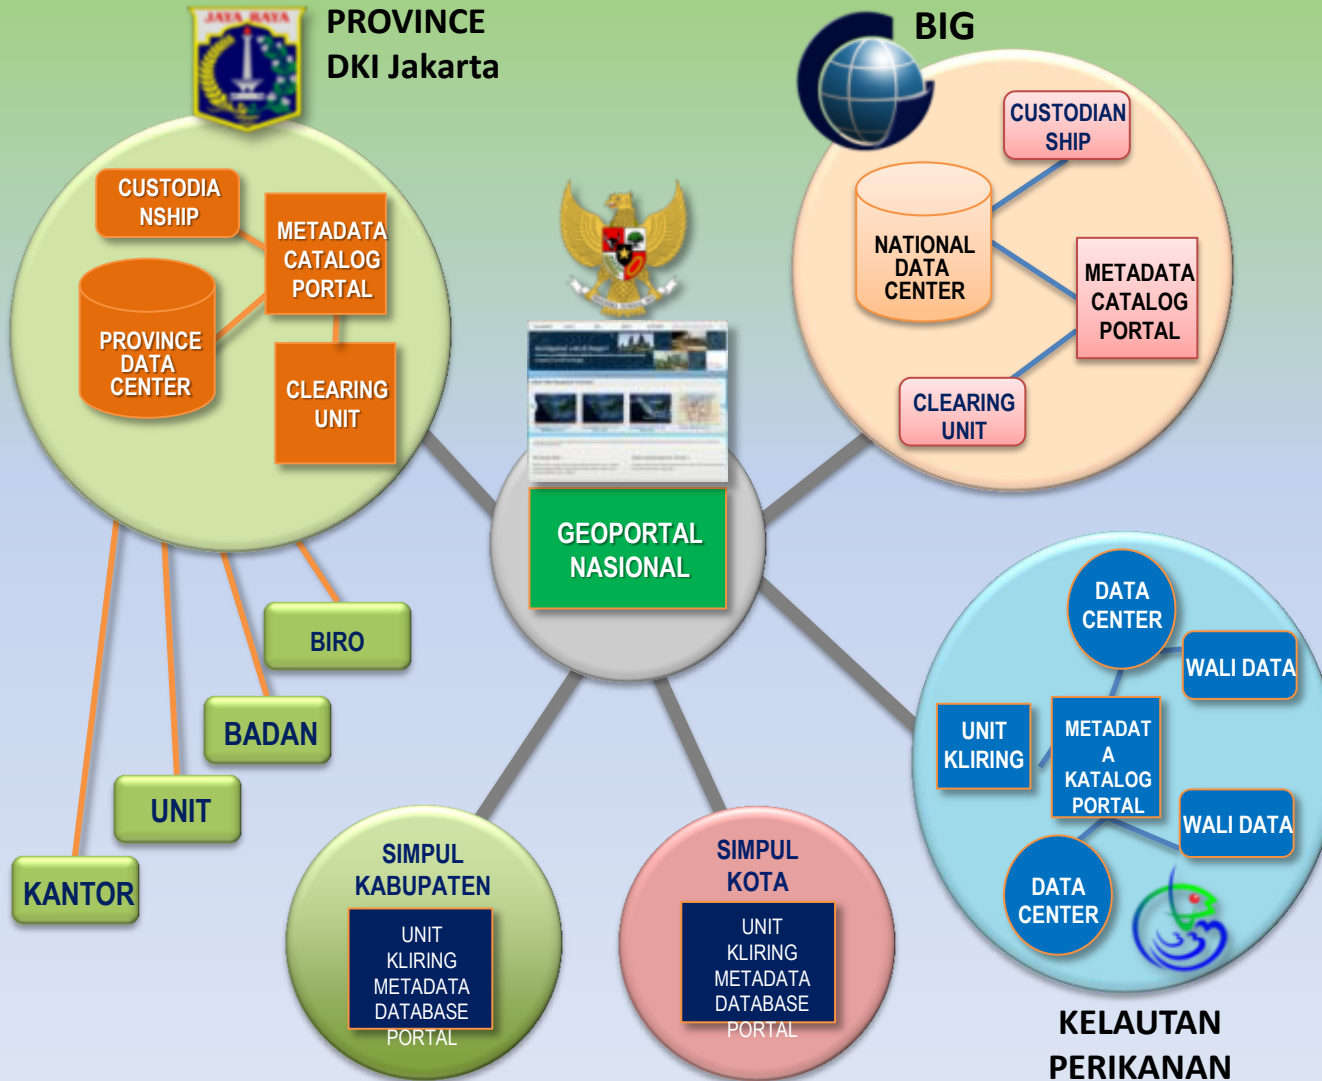 JAYA RAYA
PROVINCE
DKI Jakarta
BIG
CUSTODIA
NSHIP
METADATA
CATALOG
PORTAL
PROVINCE
DATA
CENTER
CLEARING
UNIT
CUSTODIAN
SHIP
NATIONAL
DATA
CENTER
METADATA
CATALOG
PORTAL
CLEARING
UNIT
GEOPORTAL
NASIONAL
BIRO
BADAN
UNIT
KANTOR
DATA
CENTER
WALI DATA
UNIT
KLIRING
METADAT
A
KATALOG
PORTAL
WALI DATA
DATA
CENTER
KELAUTAN
PERIKANAN
SIMPUL
KABUPATEN
UNIT
KLIRING
METADATA
DATABASE
PORTAL
SIMPUL
KOTA
UNIT
KLIRING
METADATA
DATABASE
PORTAL